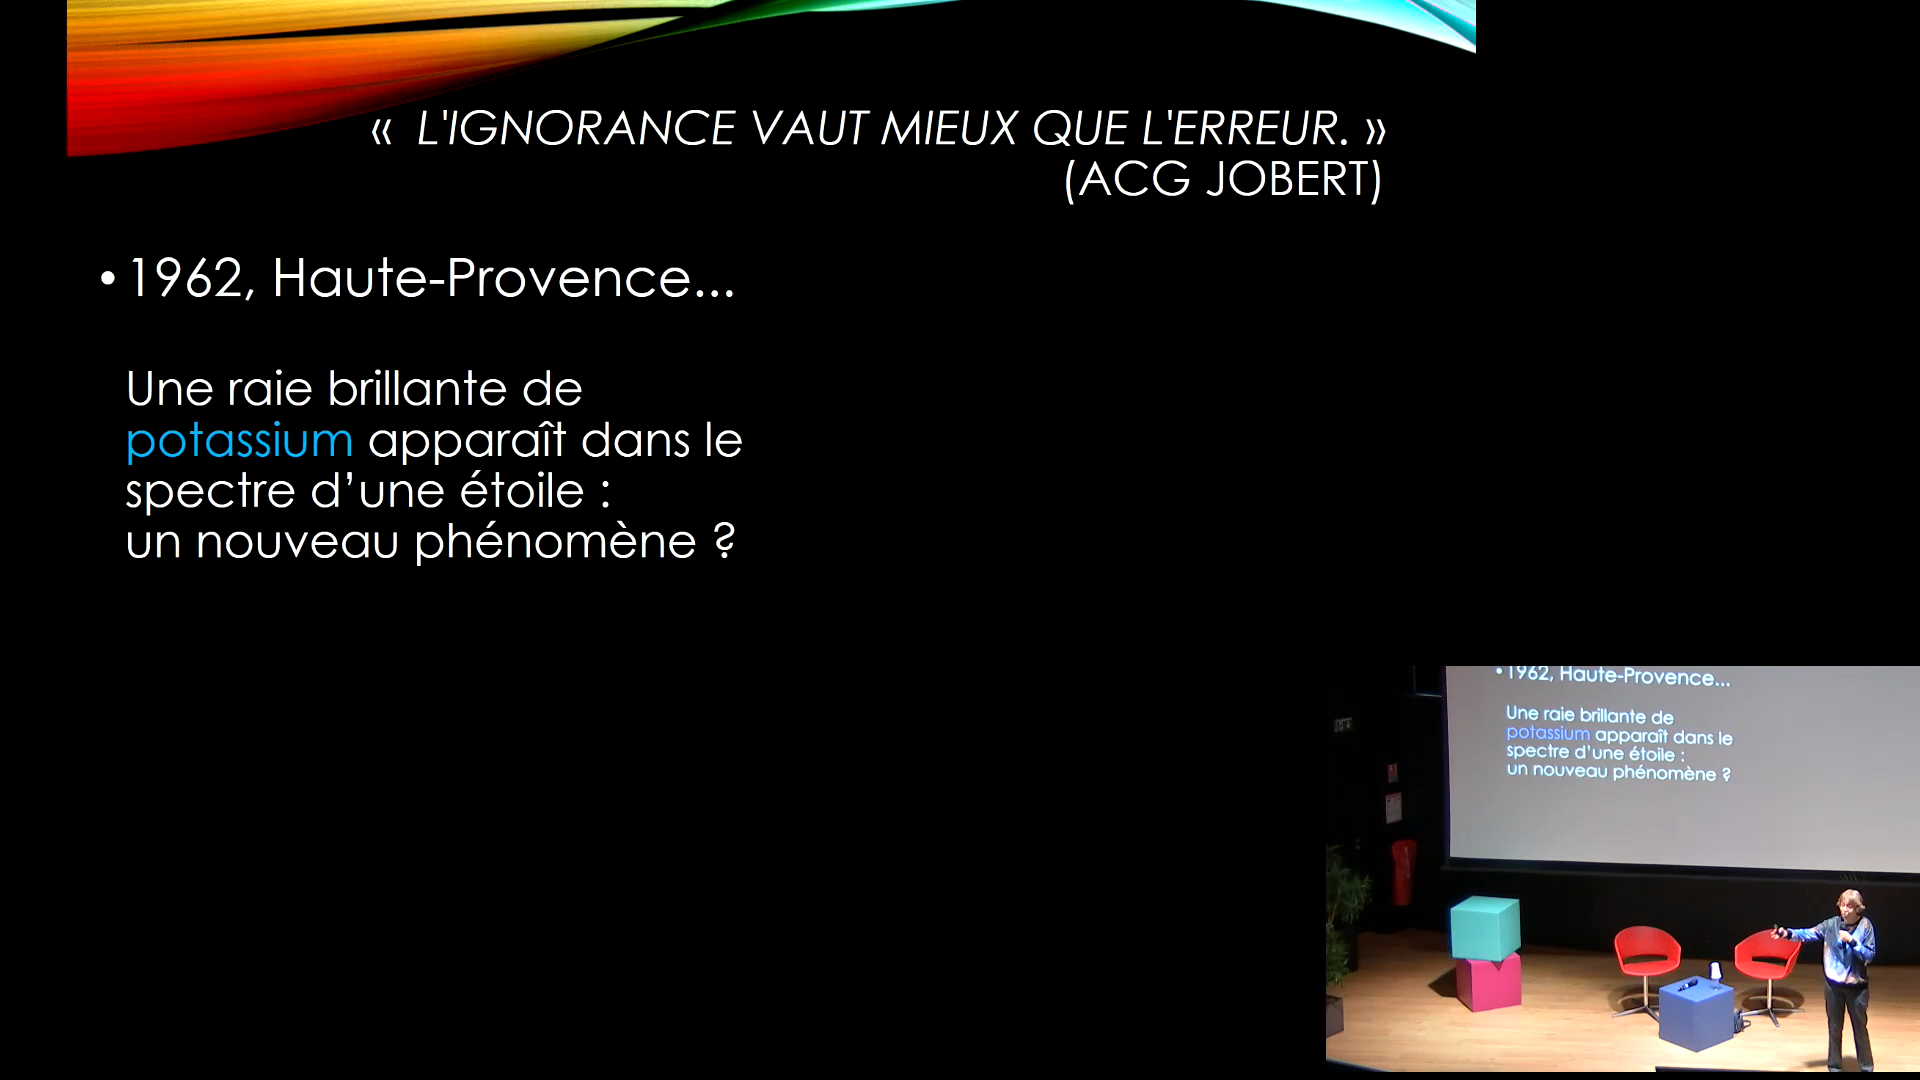 « L'IGNORANCE VAUT MIEUX QUE L'ERREUR. »
(ACG JOBERT)
• 1962, Haute-Provence...
Une raie brillante de
potassium apparaît dans le
spectre d’une étoile :
un nouveau phénomène ?
• 1962, Haute-Provence...
Une raie brillante de
potassium apparaît dans le
spectre d’une étoile :
un nouveau phénomène ?